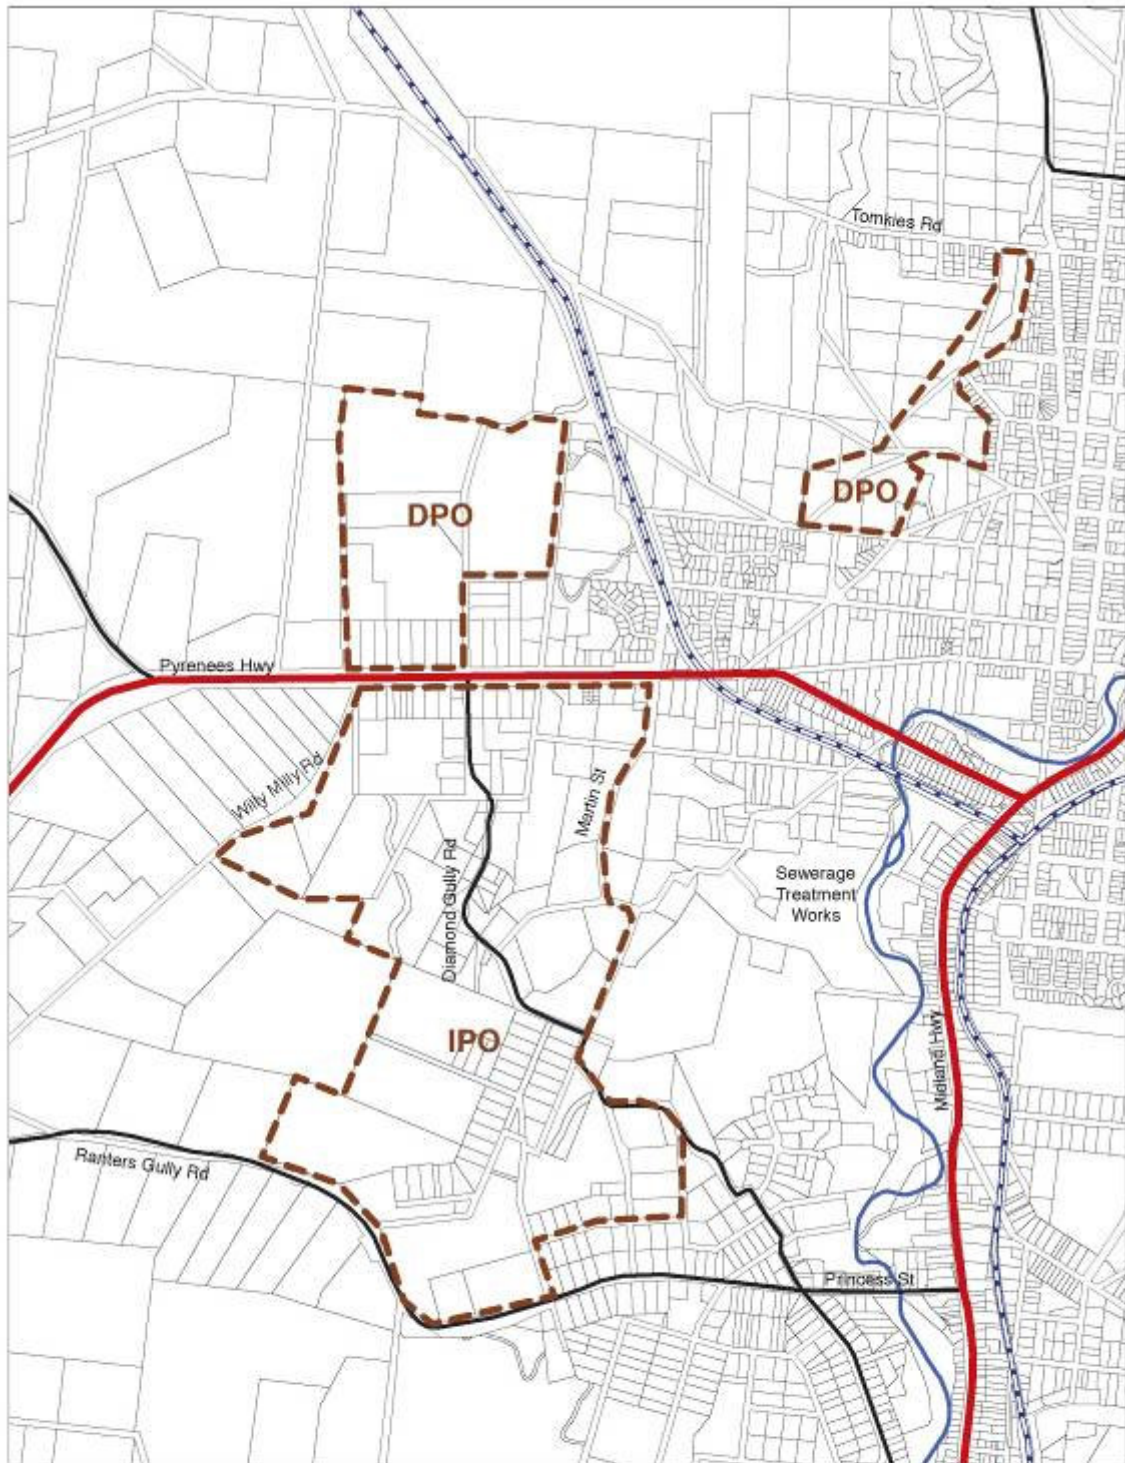 Tomkies Rd
DPO
DPO
Pyrenees Hwy
Willy Milly Rd
Martin St
Diamond Gully Rd
Sewerage
Treatment
Works
Midland Hwy
IPO
Ranters Gully Rd
Princess St